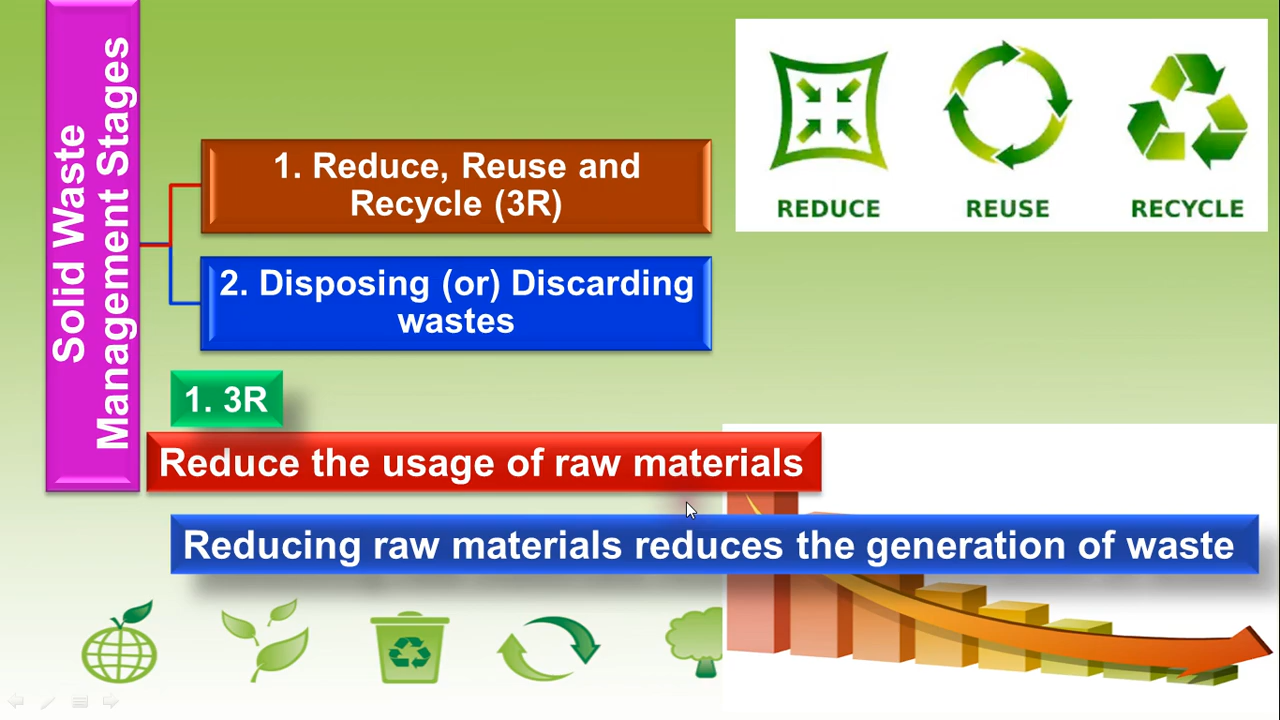 Solid Waste
Management Stages
1. Reduce, Reuse and
Recycle (3R)
2. Disposing (or) Discarding
wastes
REDUCE
REUSE
RECYCLE
1. 3R
Reduce the usage of raw materials
Reducing raw materials reduces the generation of waste